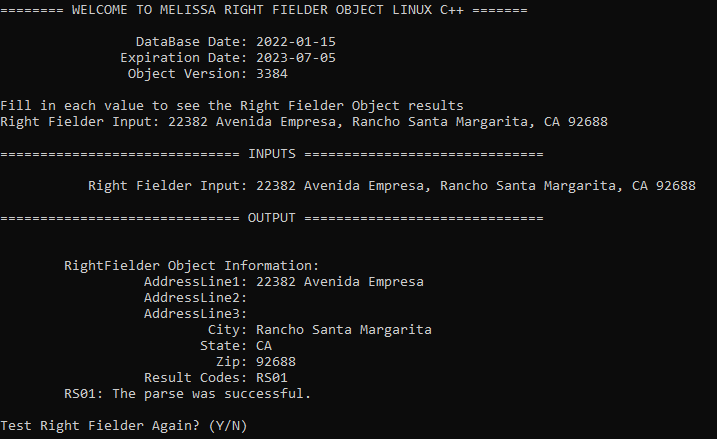 ======== WELCOME TO MELISSA RIGHT FIELDER OBJECT LINUX C++ =======
DataBase Date: 2022-01-15
Expiration Date: 2023-07-05
Object Version: 3384
Fill in each value to see the Right Fielder Object results
Right Fielder Input: 22382 Avenida Empresa, Rancho Santa Margarita, CA 92688
============================== INPUTS ==============================
Right Fielder Input: 22382 Avenida Empresa, Rancho Santa Margarita, CA 92688
============================== OUTPUT ==============================
RightFielder Object Information:
AddressLine1: 22382 Avenida Empresa
AddressLine2:
AddressLine3:
City: Rancho Santa Margarita
State: CA
Zip: 92688
Result Codes: RS01
RS01: The parse was successful.
Test Right Fielder Again? (Y/N)